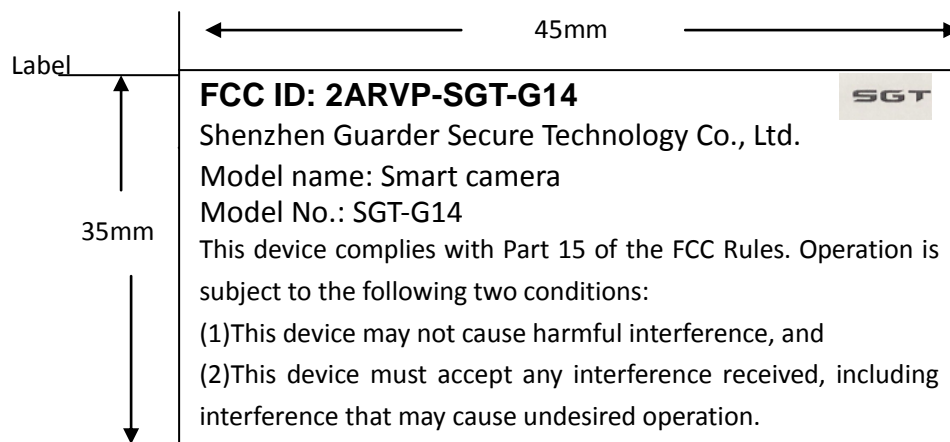 45mm
Label
FCC ID: 2ARVP-SGT-G14
SGT
Shenzhen Guarder Secure Technology Co., Ltd.
Model name: Smart camera
Model No.: SGT-G14
35mm
This device complies with Part 15 of the FCC Rules. Operation is
subject to the following two conditions:
(1)This device may not cause harmful interference, and
(2)This device must accept any interference received, including
interference that may cause undesired operation.